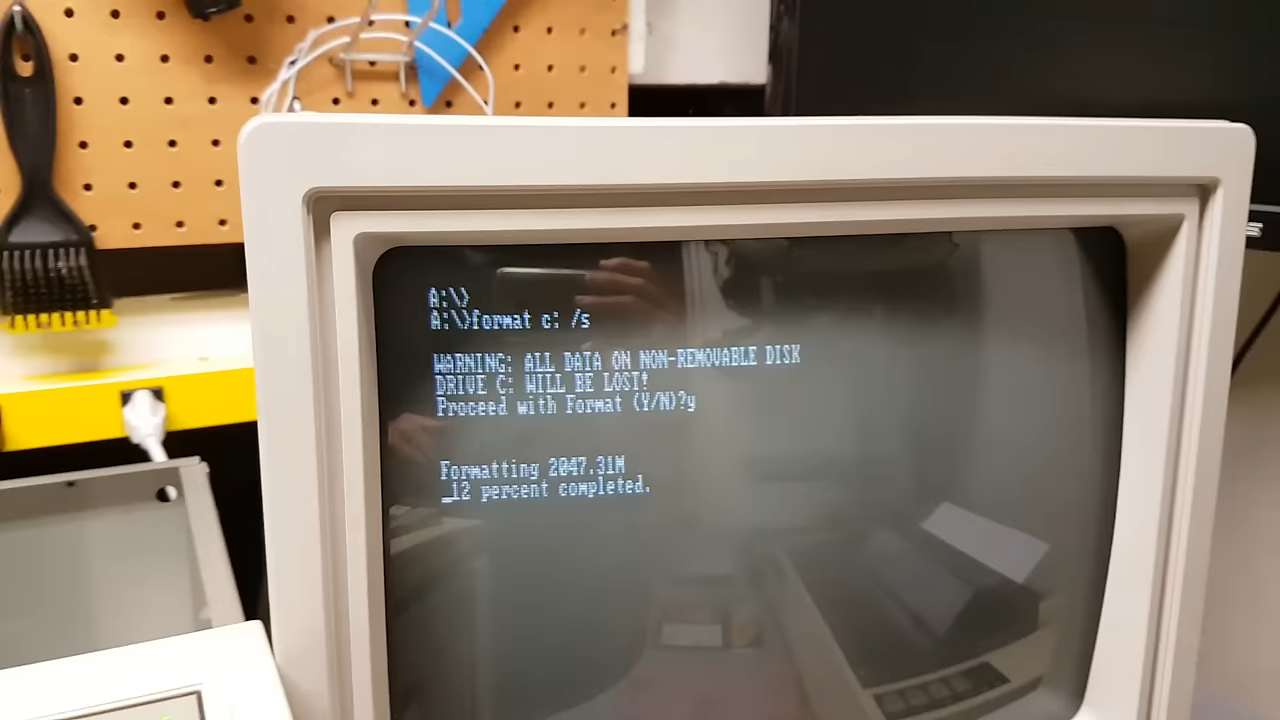 A:\>
A:\>format c: /s
WARNING: ALL DATA ON NON-REMOVABLE DISK
DRIVE C: WILL BE LOST!
Proceed with Format (Y/N)?y
Formatting 2047.31M
_12 percent completed.